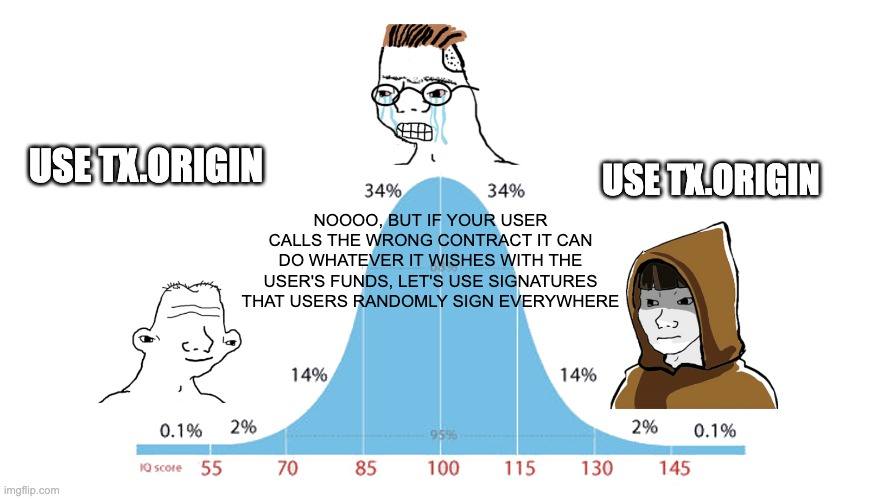 USE TX.ORIGIN
USE TX.ORIGIN
34%
34%
NOOOO, BUT IF YOUR USER
CALLS THE WRONG CONTRACT IT CAN
DO WHATEVER IT WISHES WITH THE
USER'S FUNDS, LET'S USE SIGNATURES
THAT USERS RANDOMLY SIGN EVERYWHERE
14%
14%
0.1%
2%
95%
2%
0.1%
IQ score
55
70
85
100
115
130
145
imgflip.com